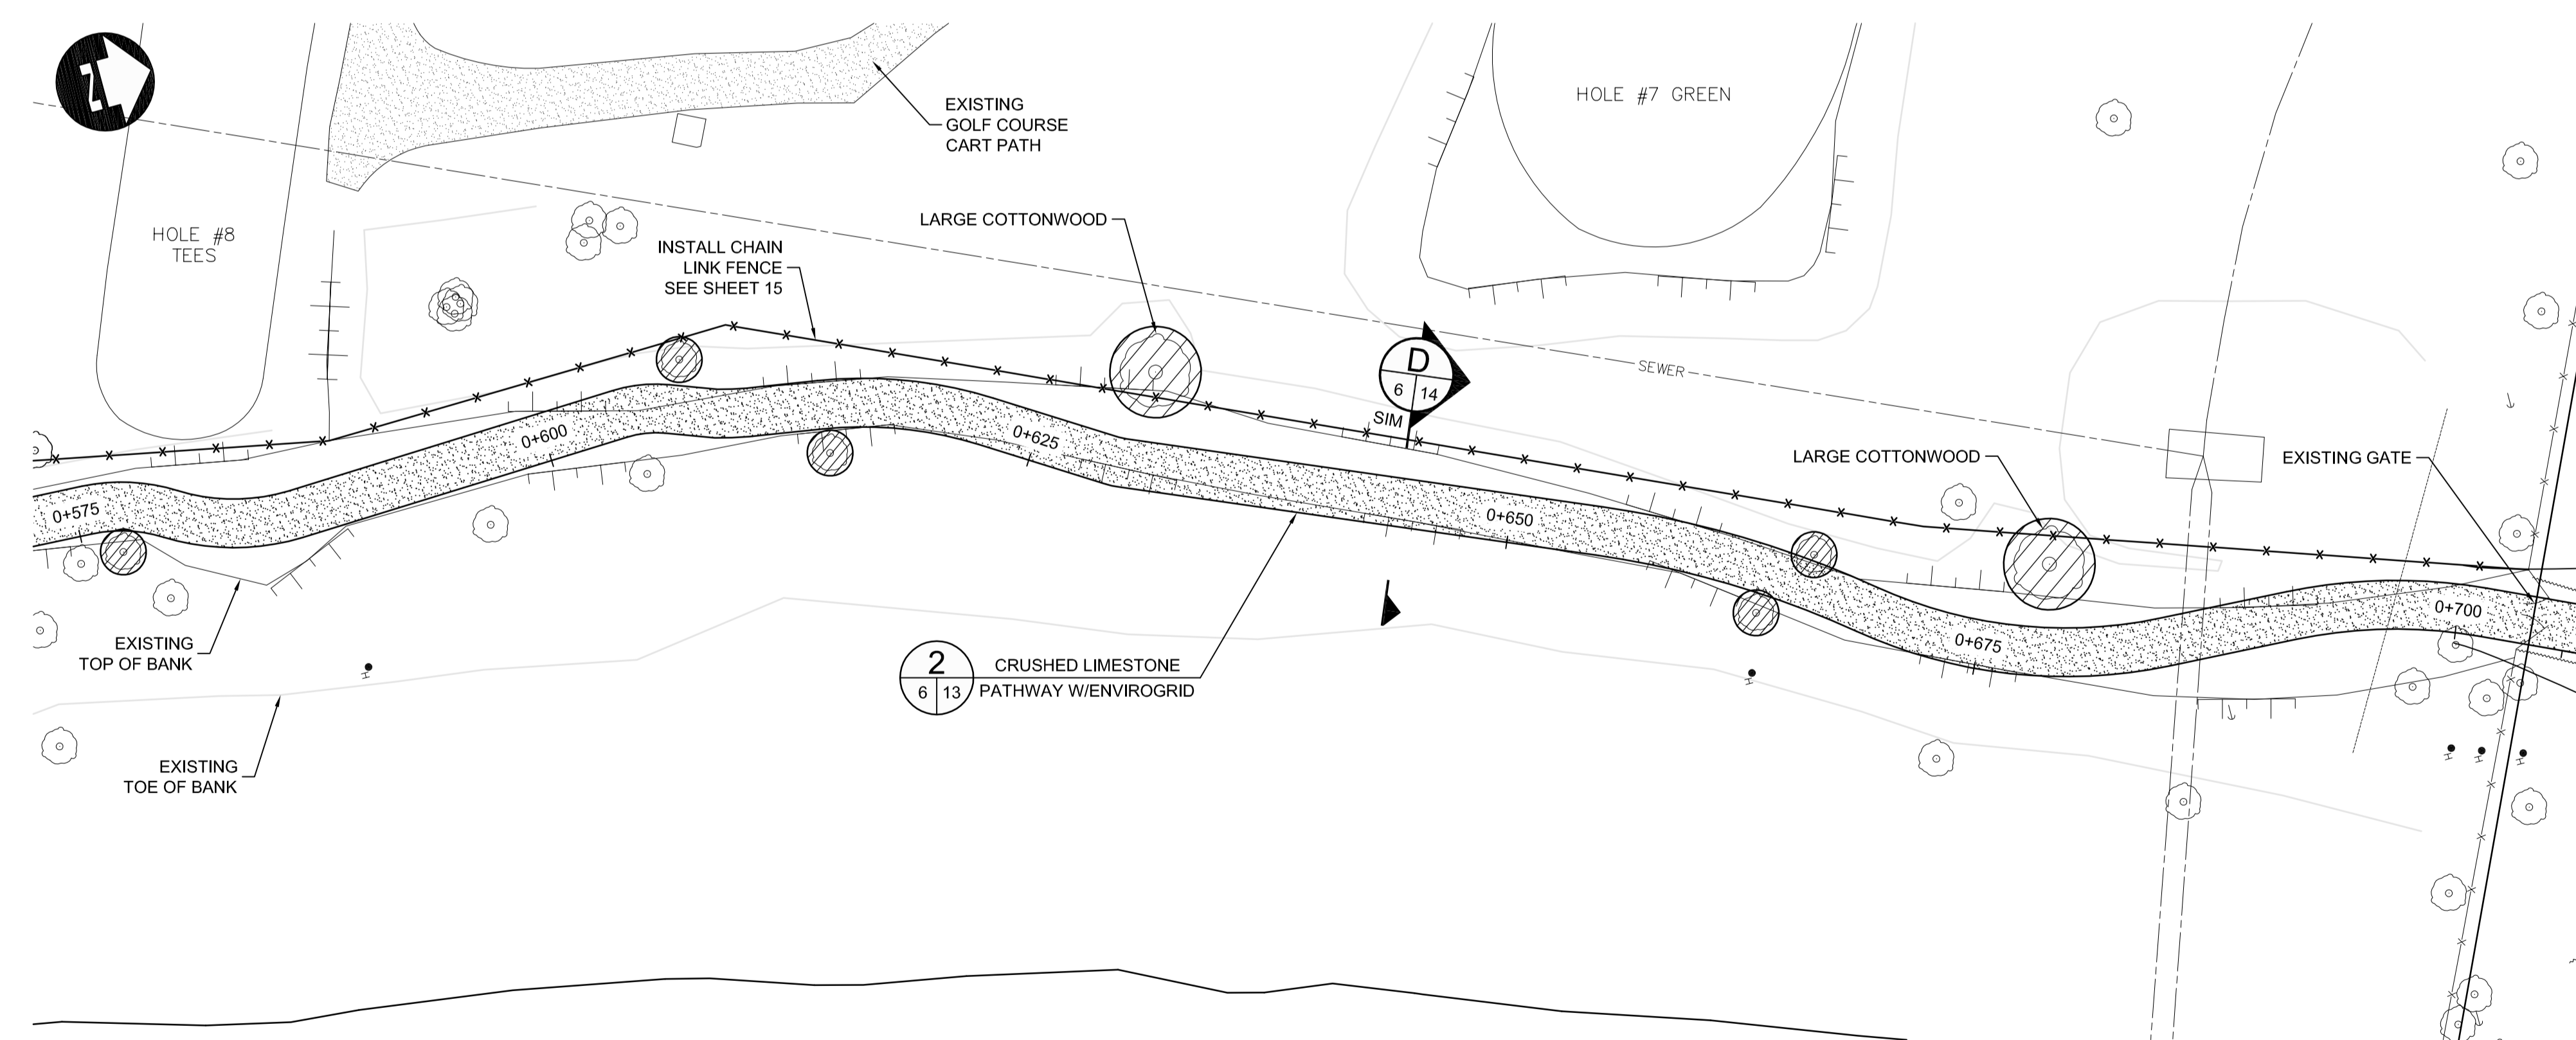 N
EXISTING
GOLF COURSE
CART PATH
HOLE #7 GREEN
HOLE #8
TEES
LARGE COTTONWOOD
INSTALL CHAIN
LINK FENCE
SEE SHEET 15
D
6 14
SIM
SEWER
LARGE COTTONWOOD
EXISTING GATE
0+575
0+600
0+625
0+650
0+675
0+700
EXISTING
TOP OF BANK
2
6 13
CRUSHED LIMESTONE
PATHWAY W/ENVIROGRID
EXISTING
TOE OF BANK